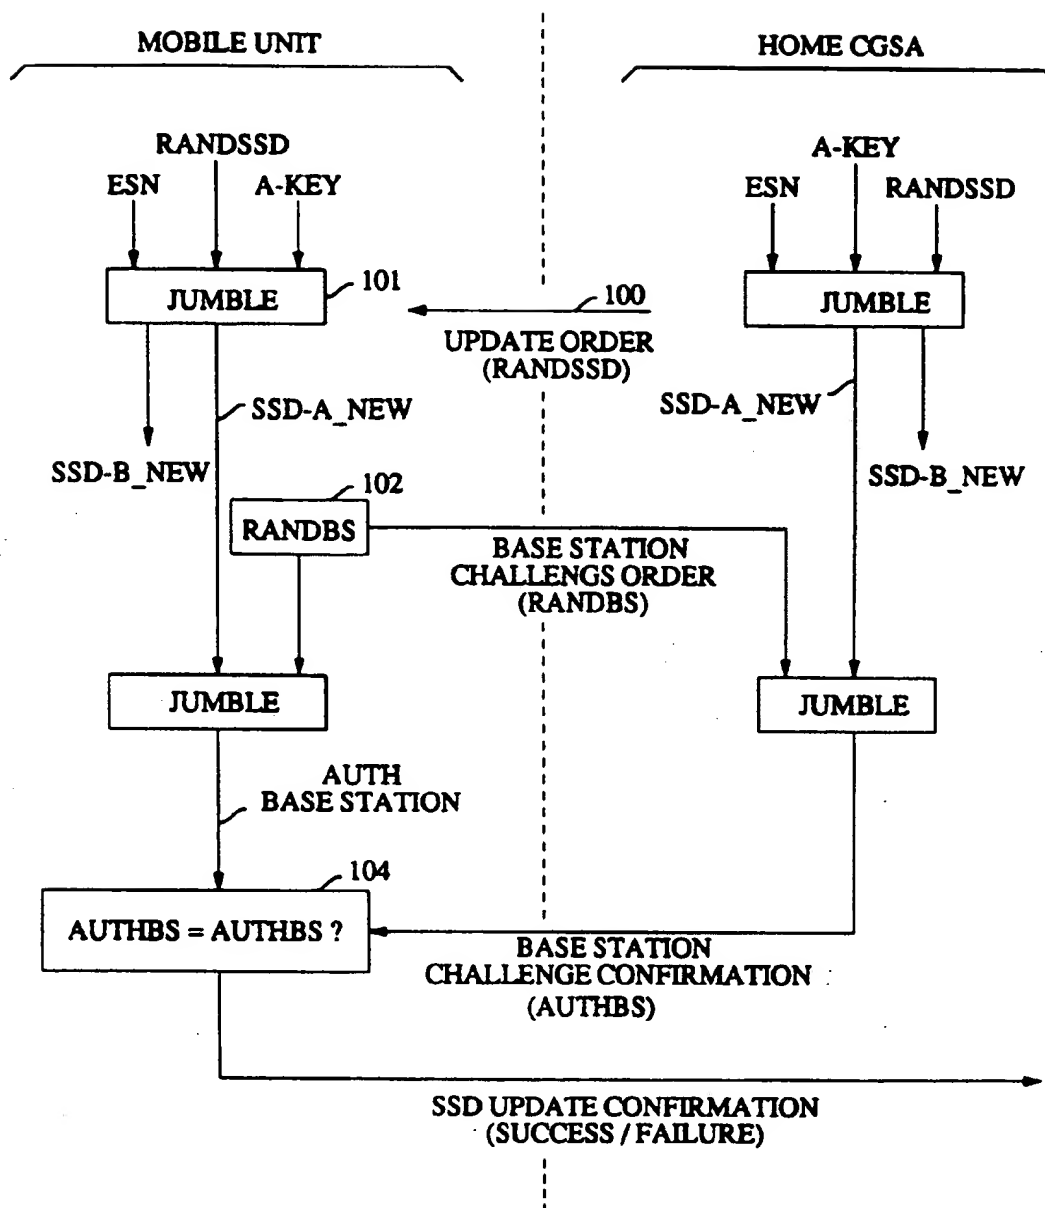 MOBILE UNIT
HOME CGSA
RANDSSD
ESN
A-KEY
A-KEY
ESN
RANDSSD
JUMBLE
101
100
JUMBLE
UPDATE ORDER
(RANDSSD)
SSD-A_NEW
SSD-A_NEW
SSD-B_NEW
SSD-B_NEW
102
RANDBS
BASE STATION
CHALLENGS ORDER
(RANDBS)
JUMBLE
JUMBLE
AUTH
BASE STATION
104
AUTHBS = AUTHBS ?
BASE STATION
CHALLENGE CONFIRMATION
(AUTHBS)
SSD UPDATE CONFIRMATION
(SUCCESS / FAILURE)